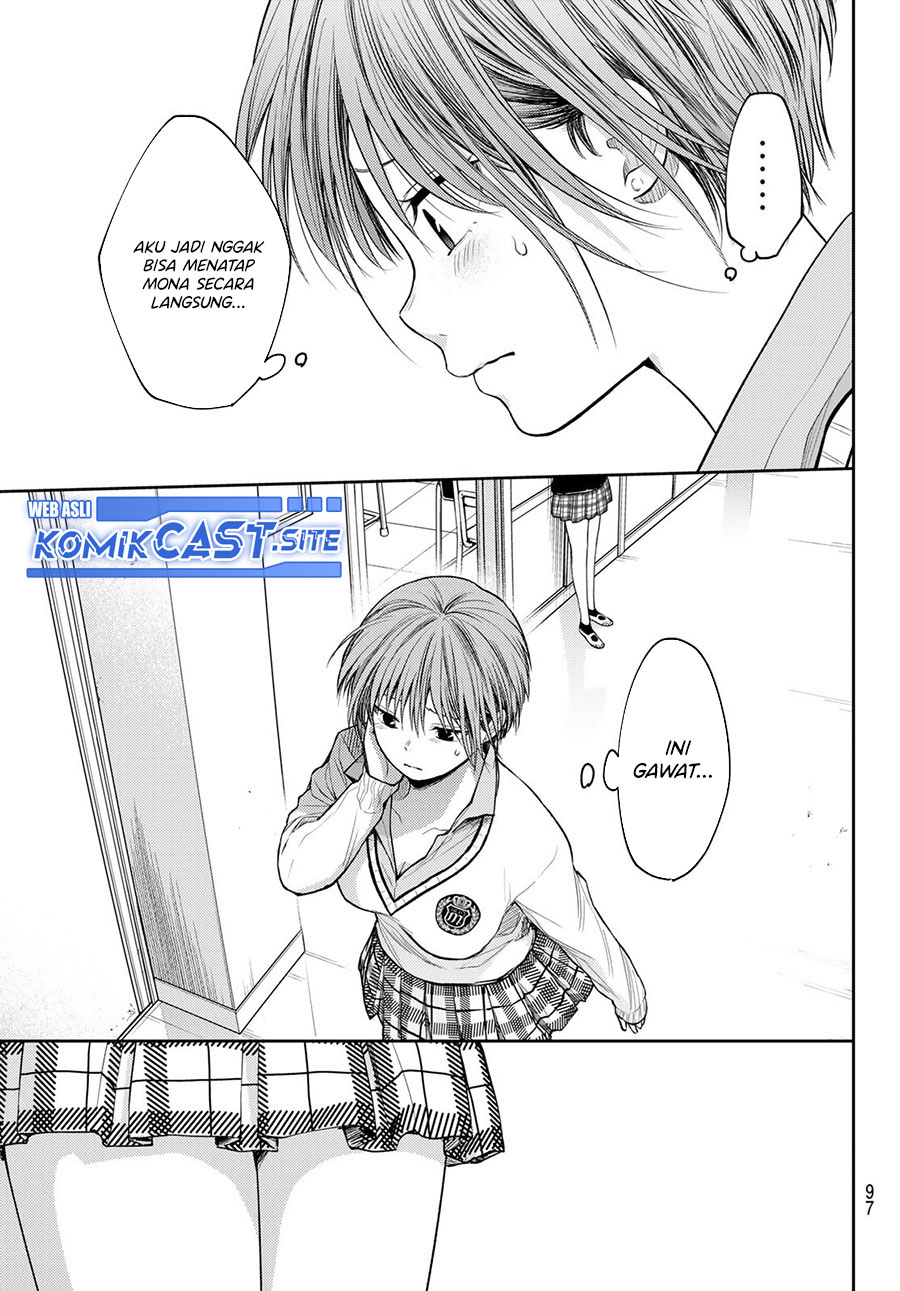 ......
AKU JADI NGGAK
BISA MENATAP
MONA SECARA
LANGSUNG...
WEB ASLI
KOMIKCAST.SITE
INI
GAWAT...
97